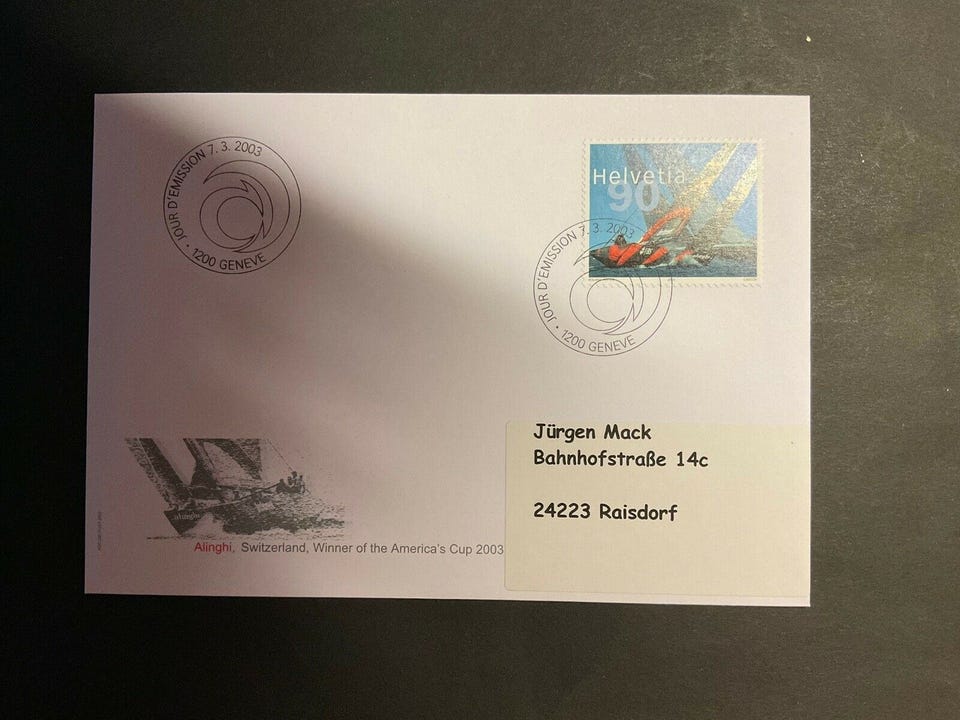 JOUR D'EMISSION 7.3.2003
• 1200 GENEVE
Helvetia
90
JOUR D'EMISSION 7.3.2003
• 1200 GENEVE
Jürgen Mack
Bahnhofstraße 14c
24223 Raisdorf
alinghi
Alinghi, Switzerland, Winner of the America's Cup 2003